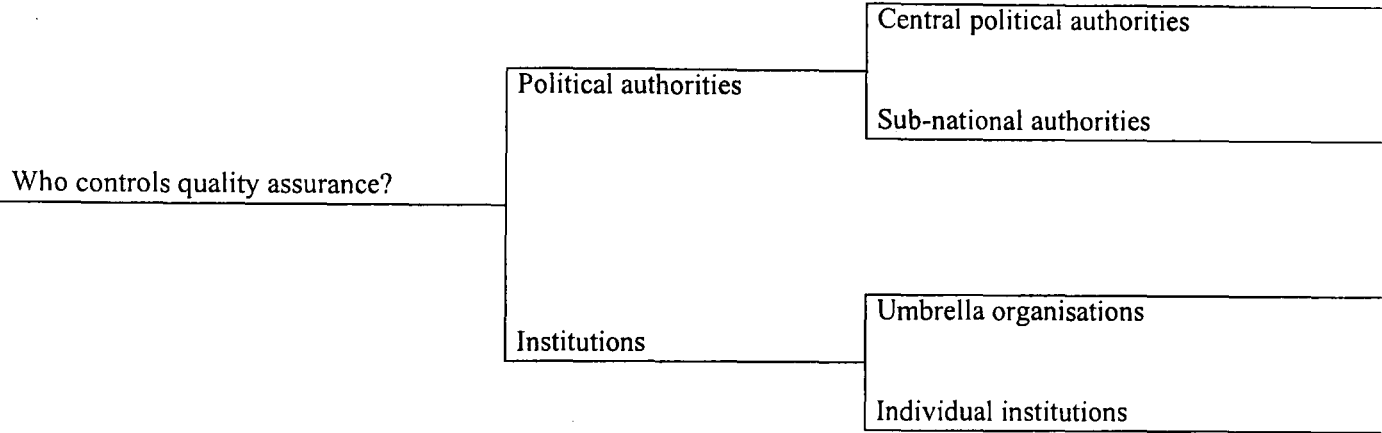 Central political authorities
Political authorities
Sub-national authorities
Who controls quality assurance?
Umbrella organisations
Institutions
Individual institutions